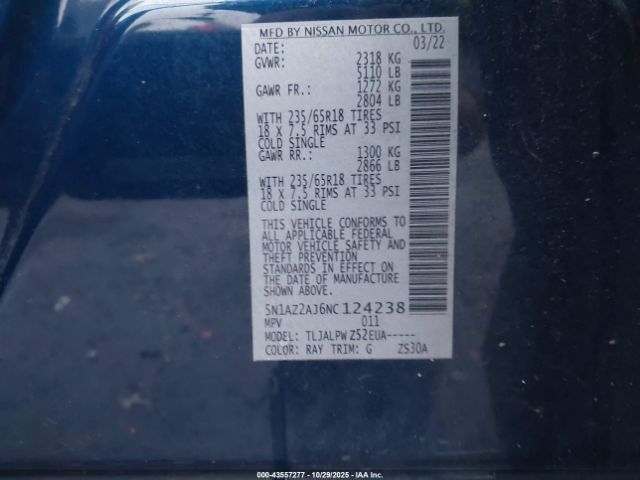 MFD BY NISSAN MOTOR CO., LTD.
DATE: 03/22
GVWR: 2318 KG
5110 LB
GAWR FR.: 1272 KG
2804 LB
WITH 235/65R18 TIRES
18 X 7.5 RIMS AT 33 PSI
COLD SINGLE
GAWR RR.: 1300 KG
2866 LB
WITH 235/65R18 TIRES
18 X 7.5 RIMS AT 33 PSI
COLD SINGLE
THIS VEHICLE CONFORMS TO
ALL APPLICABLE FEDERAL
MOTOR VEHICLE SAFETY AND
THEFT PREVENTION
STANDARDS IN EFFECT ON
THE DATE OF MANUFACTURE
SHOWN ABOVE.
5N1AZ2AJ6NC124238
MPV 011
MODEL: TLJALPW Z52EUA-----
COLOR: RAY TRIM: G ZS30A
000-43557277 - 10/29/2025 - IAA Inc.